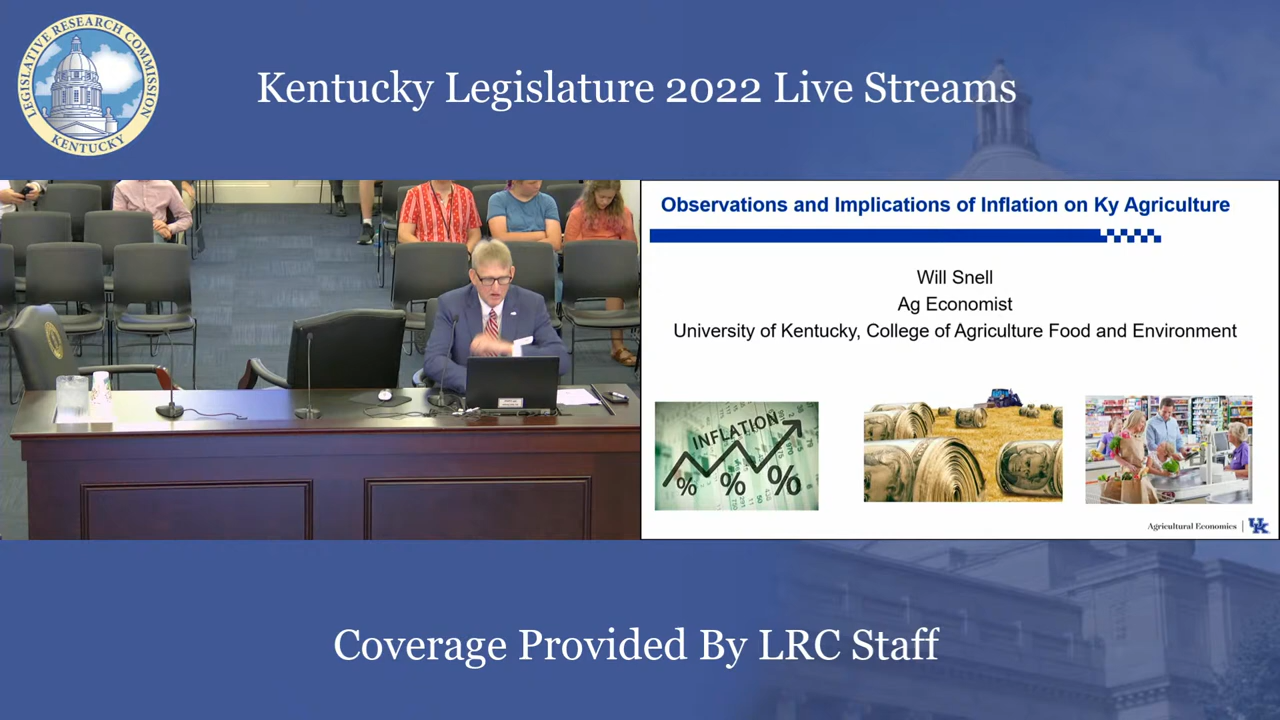 LEGISLATIVE RESEARCH COMMISSION
KENTUCKY
Kentucky Legislature 2022 Live Streams
Observations and Implications of Inflation on Ky Agriculture
Will Snell
Ag Economist
University of Kentucky, College of Agriculture Food and Environment
INFLATION
% % %
Agricultural Economics | UK
Coverage Provided By LRC Staff